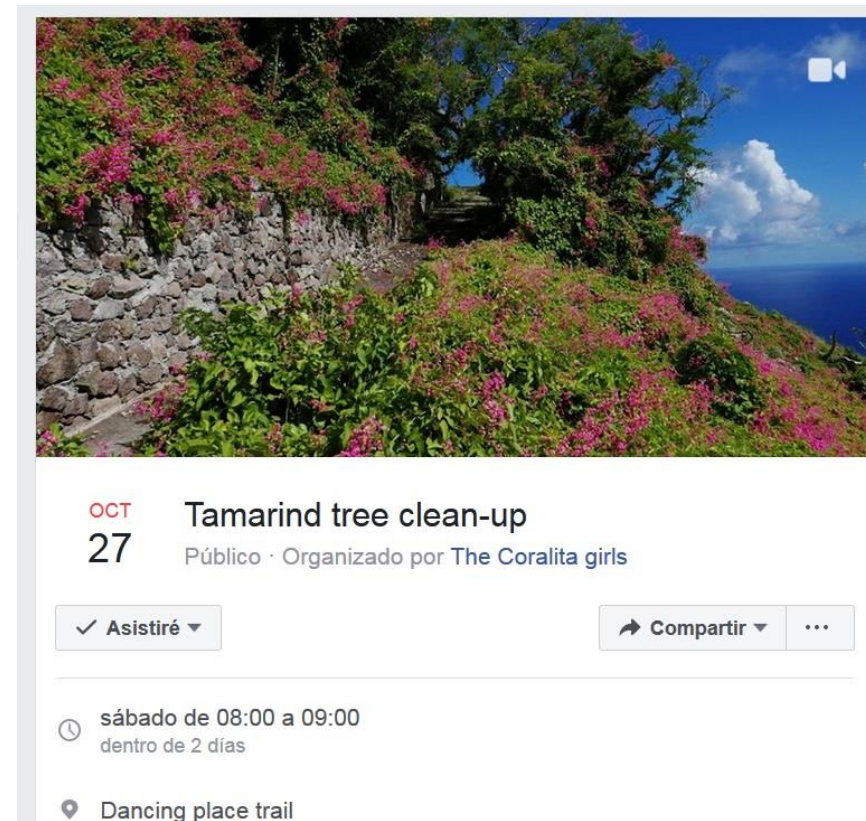 OCT
27
Tamarind tree clean-up
Público · Organizado por The Coralita girls
✓ Asistiré ▼
Compartir ▼ ...
sábado de 08:00 a 09:00
dentro de 2 días
Dancing place trail